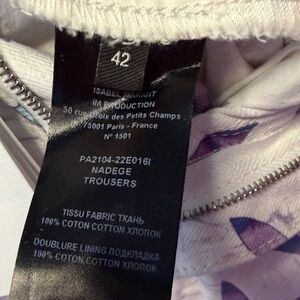 42
ISABEL MARANT
IM PRODUCTION
50 rue Croix des Petits Champs
75001 Paris - France
N° 1501
PA2104-22E016I
NADEGE
TROUSERS
TISSU FABRIC ТКАНЬ
100% COTON COTTON ХЛОПОК
DOUBLURE LINING ПОДКЛАДКА
100% COTON COTTON ХЛОПОК